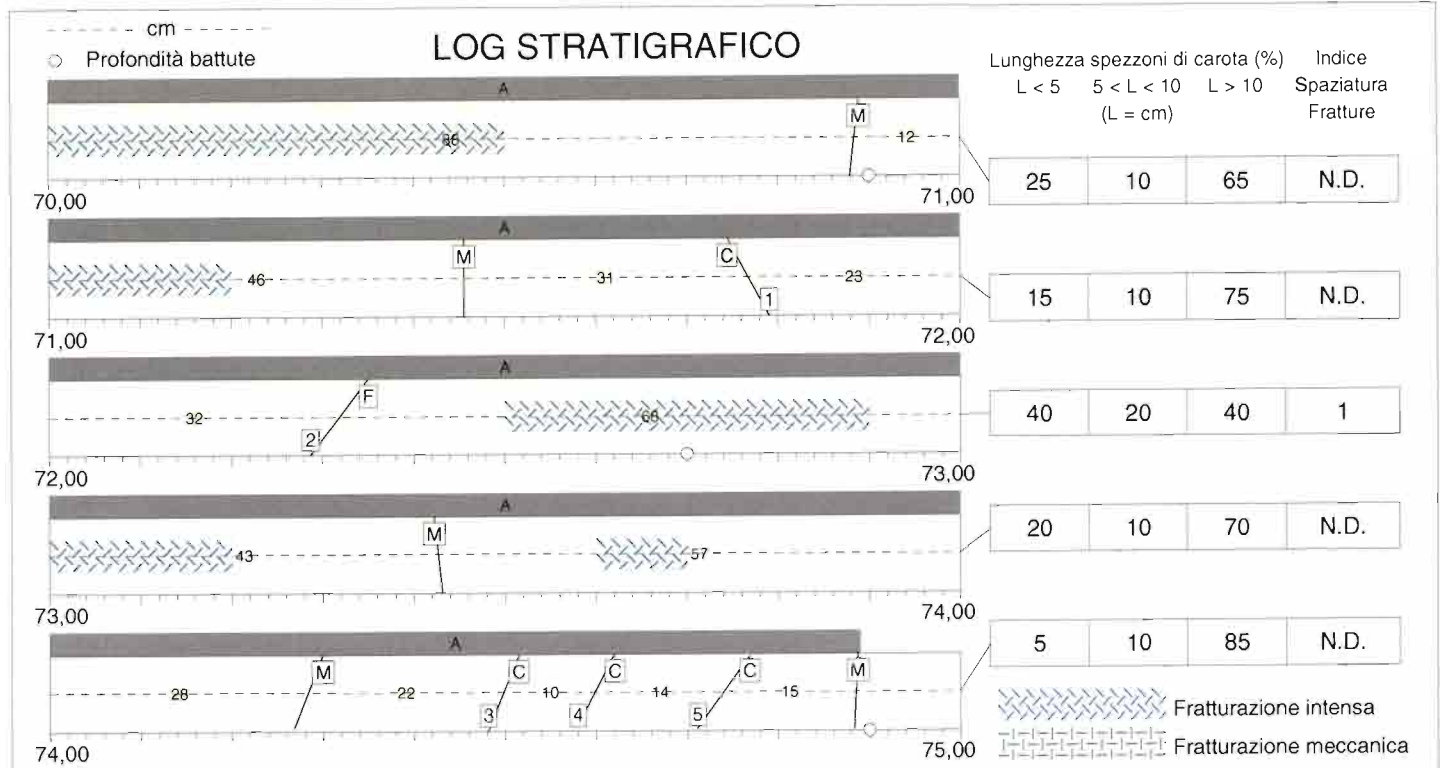 cm
LOG STRATIGRAFICO
Profondità battute
Lunghezza spezzoni di carota (%) Indice
L < 5 5 < L < 10 L > 10 Spaziatura
(L = cm) Fratture
A
M
12
70,00 71,00
25 10 65 N.D.
A
M C
46 31 23
1
71,00 72,00
15 10 75 N.D.
A
F
32 68
2
72,00 73,00
40 20 40 1
A
M
43 57
73,00 74,00
20 10 70 N.D.
A
M C C C M
28 22 10 14 15
3 4 5
74,00 75,00
5 10 85 N.D.
Fratturazione intensa
Fratturazione meccanica